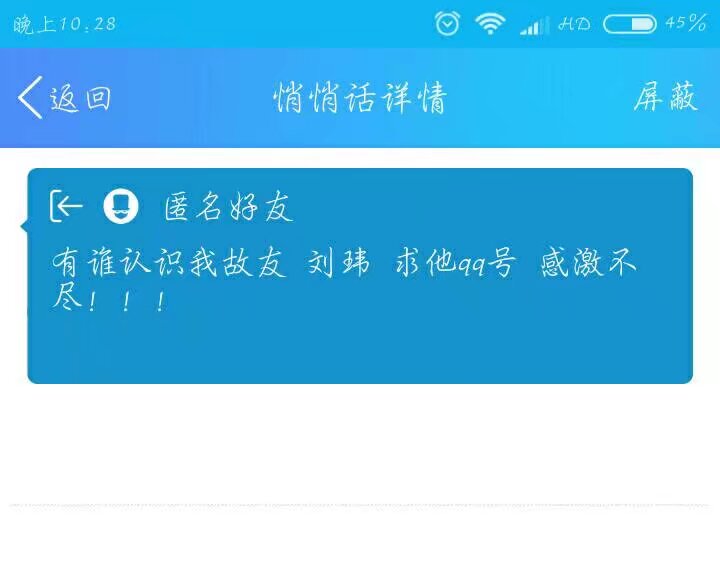 晚上10:28 HD 45%
返回 悄悄话详情 屏蔽
匿名好友
有谁认识我故友 刘玮 求他qq号 感激不
尽！！！